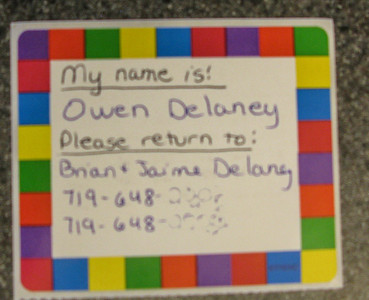 My name is:
Owen Delaney
Please return to:
Brian & Jaime Delaney
719-648-
719-648-